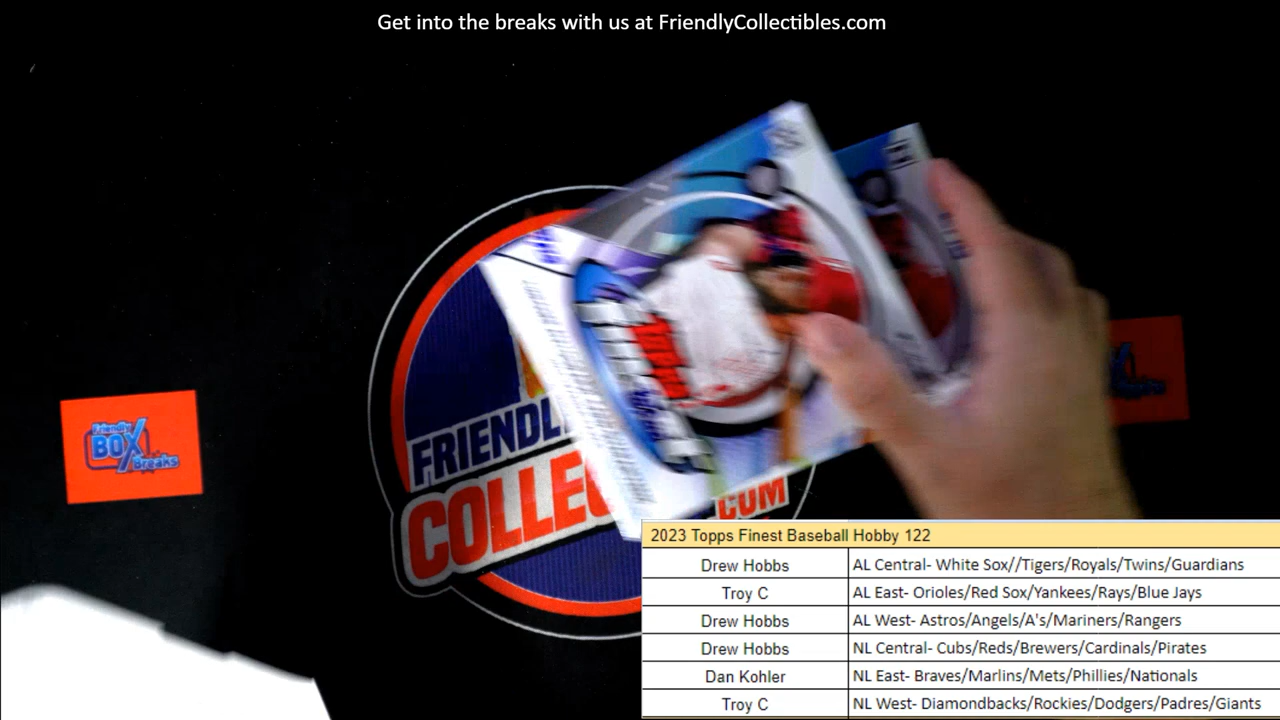 Get into the breaks with us at FriendlyCollectibles.com
Friendly
BOX
Breaks
FRIENDL
COLLEC
.COM
2023 Topps Finest Baseball Hobby 122
Drew Hobbs AL Central- White Sox//Tigers/Royals/Twins/Guardians
Troy C AL East- Orioles/Red Sox/Yankees/Rays/Blue Jays
Drew Hobbs AL West- Astros/Angels/A's/Mariners/Rangers
Drew Hobbs NL Central- Cubs/Reds/Brewers/Cardinals/Pirates
Dan Kohler NL East- Braves/Marlins/Mets/Phillies/Nationals
Troy C NL West- Diamondbacks/Rockies/Dodgers/Padres/Giants